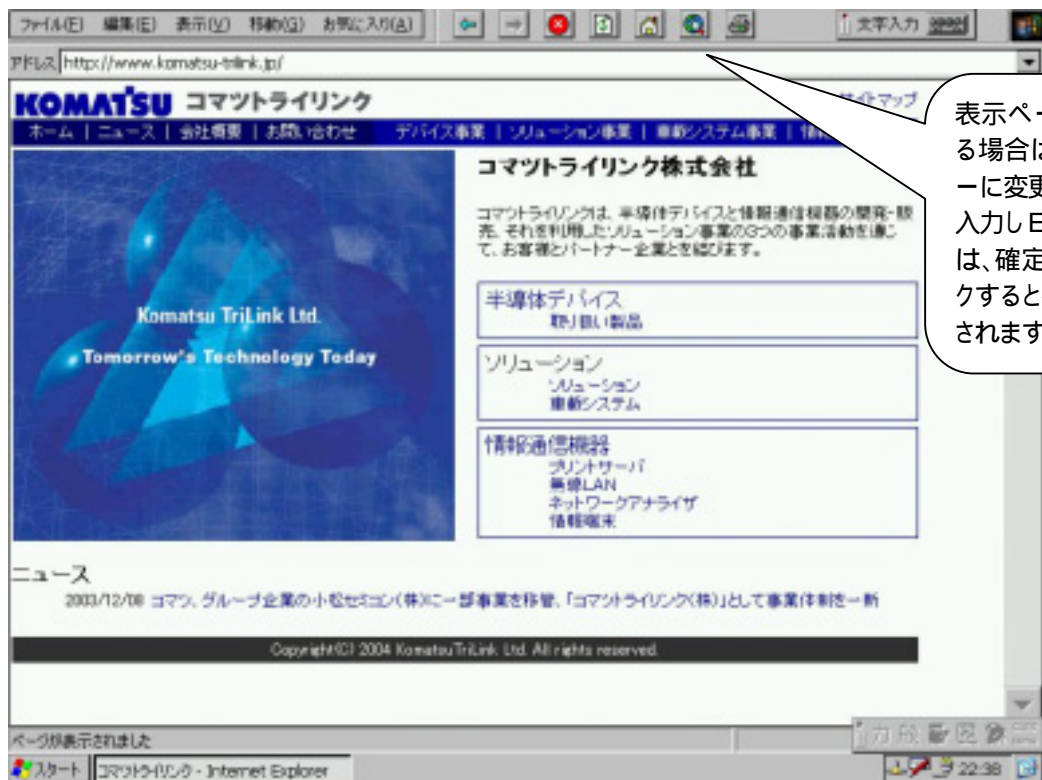 ファイル(F) 編集(E) 表示(V) 移動(G) お気に入り(A) 文字入力
アドレス http://www.komatsu-trilink.jp/
KOMATSU コマツトライリンク サイトマップ
ホーム | ニュース | 会社概要 | お問い合わせ デバイス事業 | ソリューション事業 | 車載システム事業 | 情
表示ペー
る場合は
ーに変更
入力しE
は、確定
クすると
されます
コマツトライリンク株式会社
コマツトライリンクは、半導体デバイスと情報通信機器の開発・販
売、それを利用したソリューション事業の3つの事業活動を通じ
て、お客様とパートナー企業とを結びます。
Komatsu TriLink Ltd.
Tomorrow's Technology Today
半導体デバイス
取り扱い製品
ソリューション
ソリューション
車載システム
情報通信機器
プリントサーバ
無線LAN
ネットワークアナライザ
情報端末
ニュース
2003/12/08 コマツ、グループ企業の小松セミコン(株)に一部事業を移管、「コマツトライリンク(株)」として事業体制を一新
Copyright(C) 2004 KomatsuTriLink Ltd. All rights reserved.
ページが表示されました
スタート コマツトライリンク - Internet Explorer 22:38